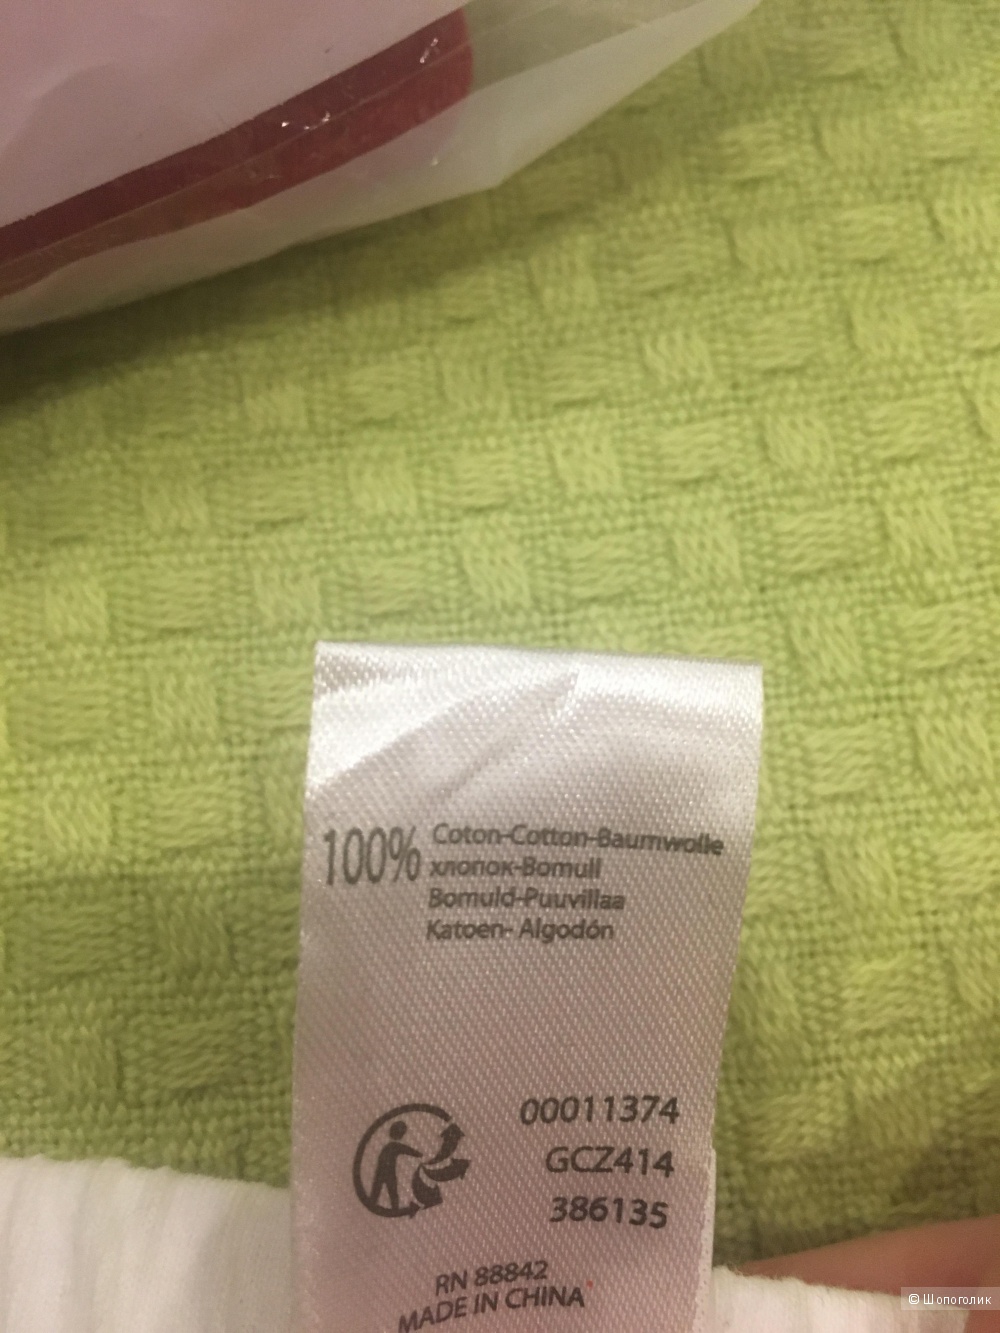 100% Coton-Cotton-Baumwolle
хлопок-Bomull
Bomuld-Puuvillaa
Katoen- Algodón
00011374
GCZ414
386135
RN 88842
MADE IN CHINA
© Шопоголик